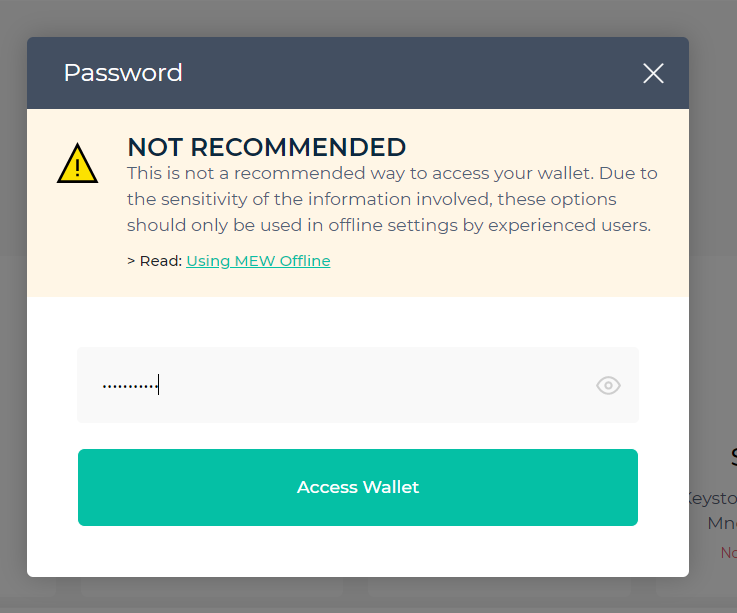 Password
NOT RECOMMENDED
This is not a recommended way to access your wallet. Due to
the sensitivity of the information involved, these options
should only be used in offline settings by experienced users.
> Read: Using MEW Offline
•••••••••••
Access Wallet